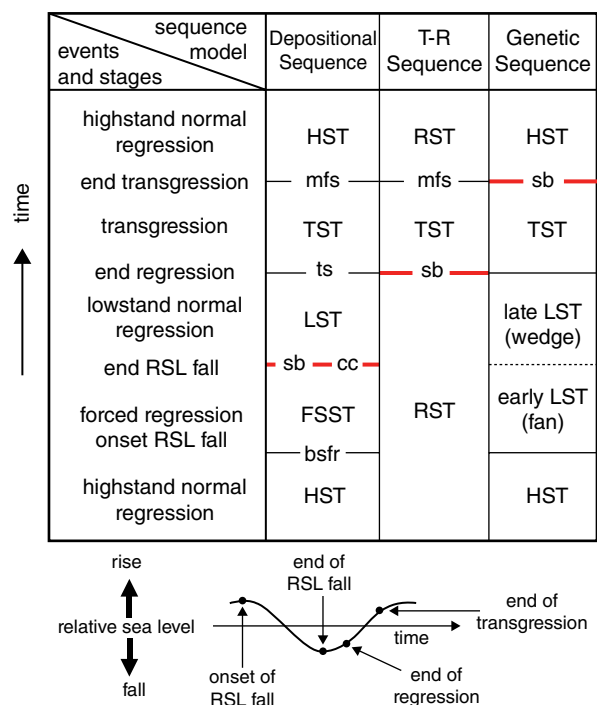 sequence model
events and stages
Depositional Sequence
T-R Sequence
Genetic Sequence
highstand normal regression
HST
RST
HST
end transgression
mfs
mfs
sb
transgression
TST
TST
TST
end regression
ts
sb
lowstand normal regression
LST
late LST (wedge)
end RSL fall
sb
cc
forced regression
onset RSL fall
FSST
RST
early LST (fan)
bsfr
highstand normal regression
HST
HST
time
rise
relative sea level
fall
end of RSL fall
time
end of transgression
onset of RSL fall
end of regression